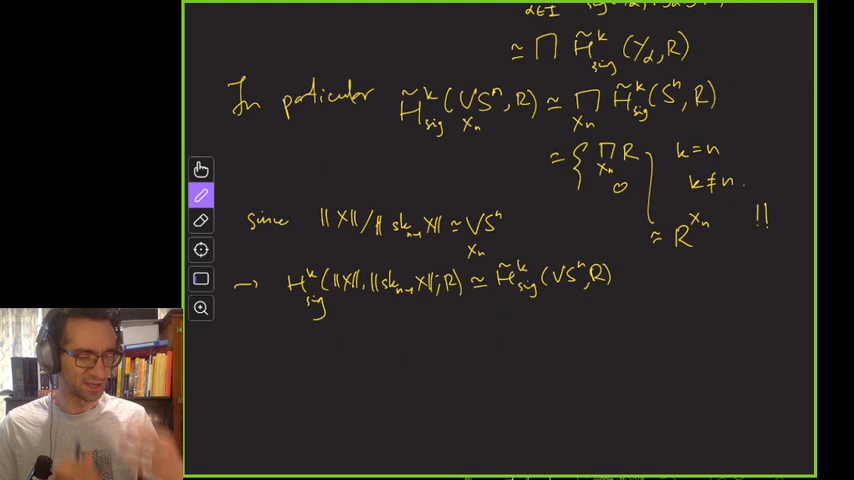 ≃ ∏ H̃^k_sig (Y_α, R)
In particular H̃^k_sig (⋁_{X_n} S^n, R) ≃ ∏_{X_n} H̃^k_sig (S^n, R)
≃ { ∏_{X_n} R k=n
0 k≠n.
≃ R^{X_n} !!
since ‖X‖/‖sk_{n-1} X‖ ≃ ⋁_{X_n} S^n
→ H^k_sig (‖X‖, ‖sk_{n-1} X‖; R) ≃ H̃^k_sig (⋁S^n, R)